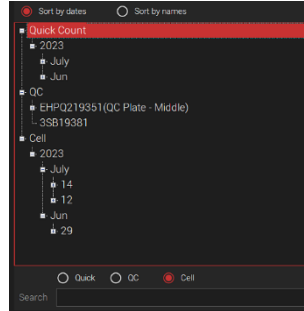 Sort by dates Sort by names
Quick Count
2023
July
Jun
QC
EHPQ219351(QC Plate - Middle)
3SB19381
Cell
2023
July
14
12
Jun
29
Quick QC Cell
Search